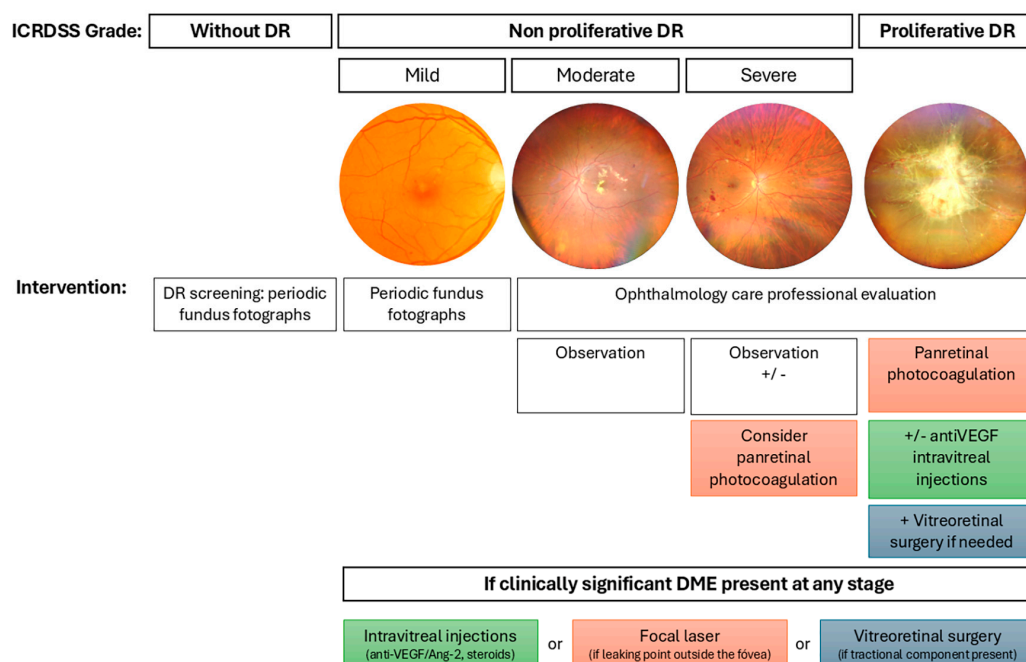 ICRDSS Grade: Without DR Non proliferative DR Proliferative DR
Mild Moderate Severe
Intervention:
DR screening: periodic
fundus fotographs
Periodic fundus
fotographs
Ophthalmology care professional evaluation
Observation
Observation
+/ -
Panretinal
photocoagulation
Consider
panretinal
photocoagulation
+/- antiVEGF
intravitreal
injections
+ Vitreoretinal
surgery if needed
If clinically significant DME present at any stage
Intravitreal injections
(anti-VEGF/Ang-2, steroids)
or
Focal laser
(if leaking point outside the fóvea)
or
Vitreoretinal surgery
(if tractional component present)